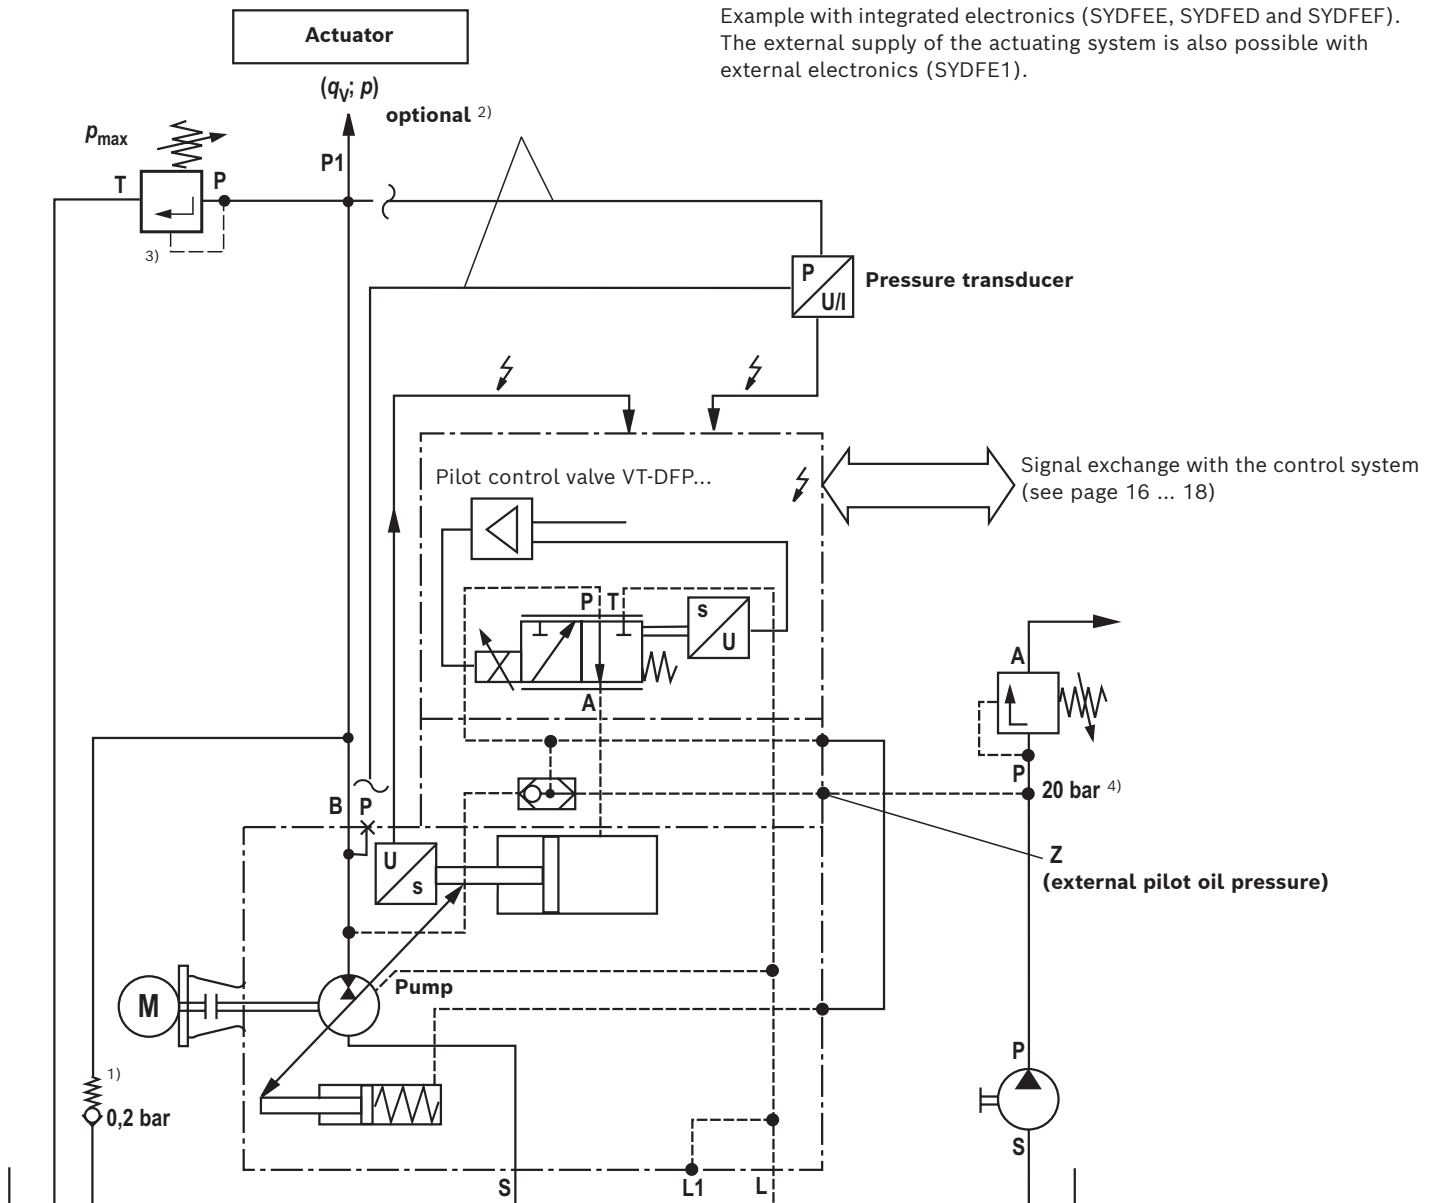 Example with integrated electronics (SYDFEE, SYDFED and SYDFEF).
The external supply of the actuating system is also possible with
external electronics (SYDFE1).
Actuator
(qV; p)
optional 2)
pmax
P1
T
P
3)
P
U/I
Pressure transducer
Pilot control valve VT-DFP...
Signal exchange with the control system
(see page 16 ... 18)
P
T
s
U
A
A
P
20 bar 4)
B
P
U
s
Z
(external pilot oil pressure)
Pump
M
P
1)
0,2 bar
S
S
L1
L